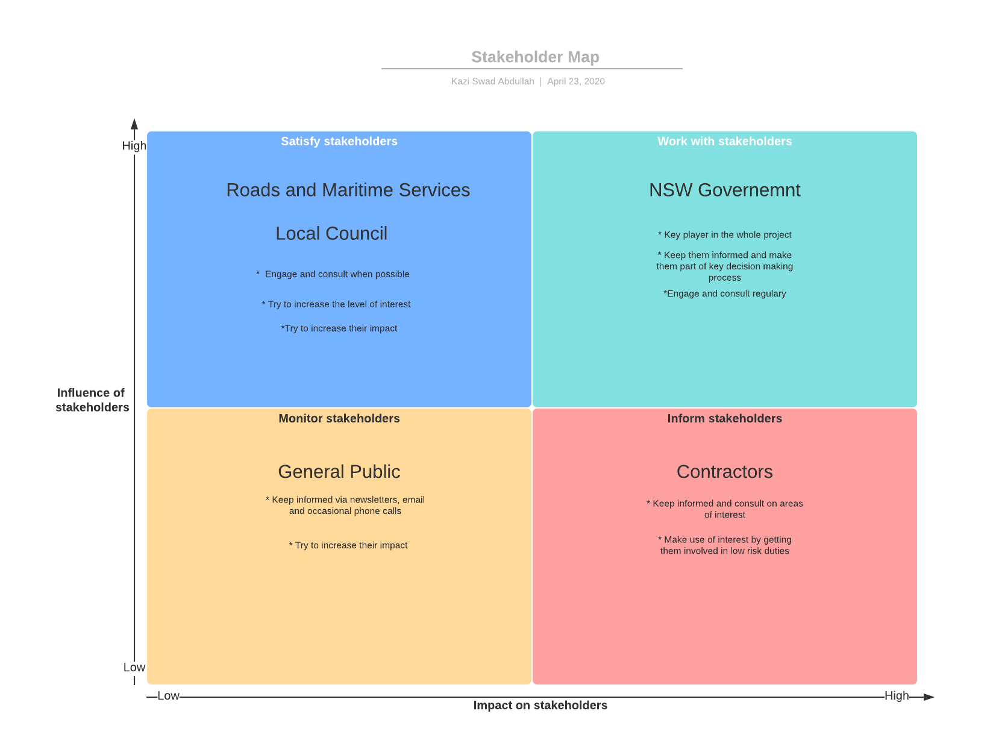 Stakeholder Map
Kazi Swad Abdullah | April 23, 2020
High
Satisfy stakeholders
Roads and Maritime Services
Local Council
* Engage and consult when possible
* Try to increase the level of interest
*Try to increase their impact
Work with stakeholders
NSW Governemnt
* Key player in the whole project
* Keep them informed and make
them part of key decision making
process
*Engage and consult regulary
Influence of
stakeholders
Monitor stakeholders
General Public
* Keep informed via newsletters, email
and occasional phone calls
* Try to increase their impact
Inform stakeholders
Contractors
* Keep informed and consult on areas
of interest
* Make use of interest by getting
them involved in low risk duties
Low
Low
High
Impact on stakeholders